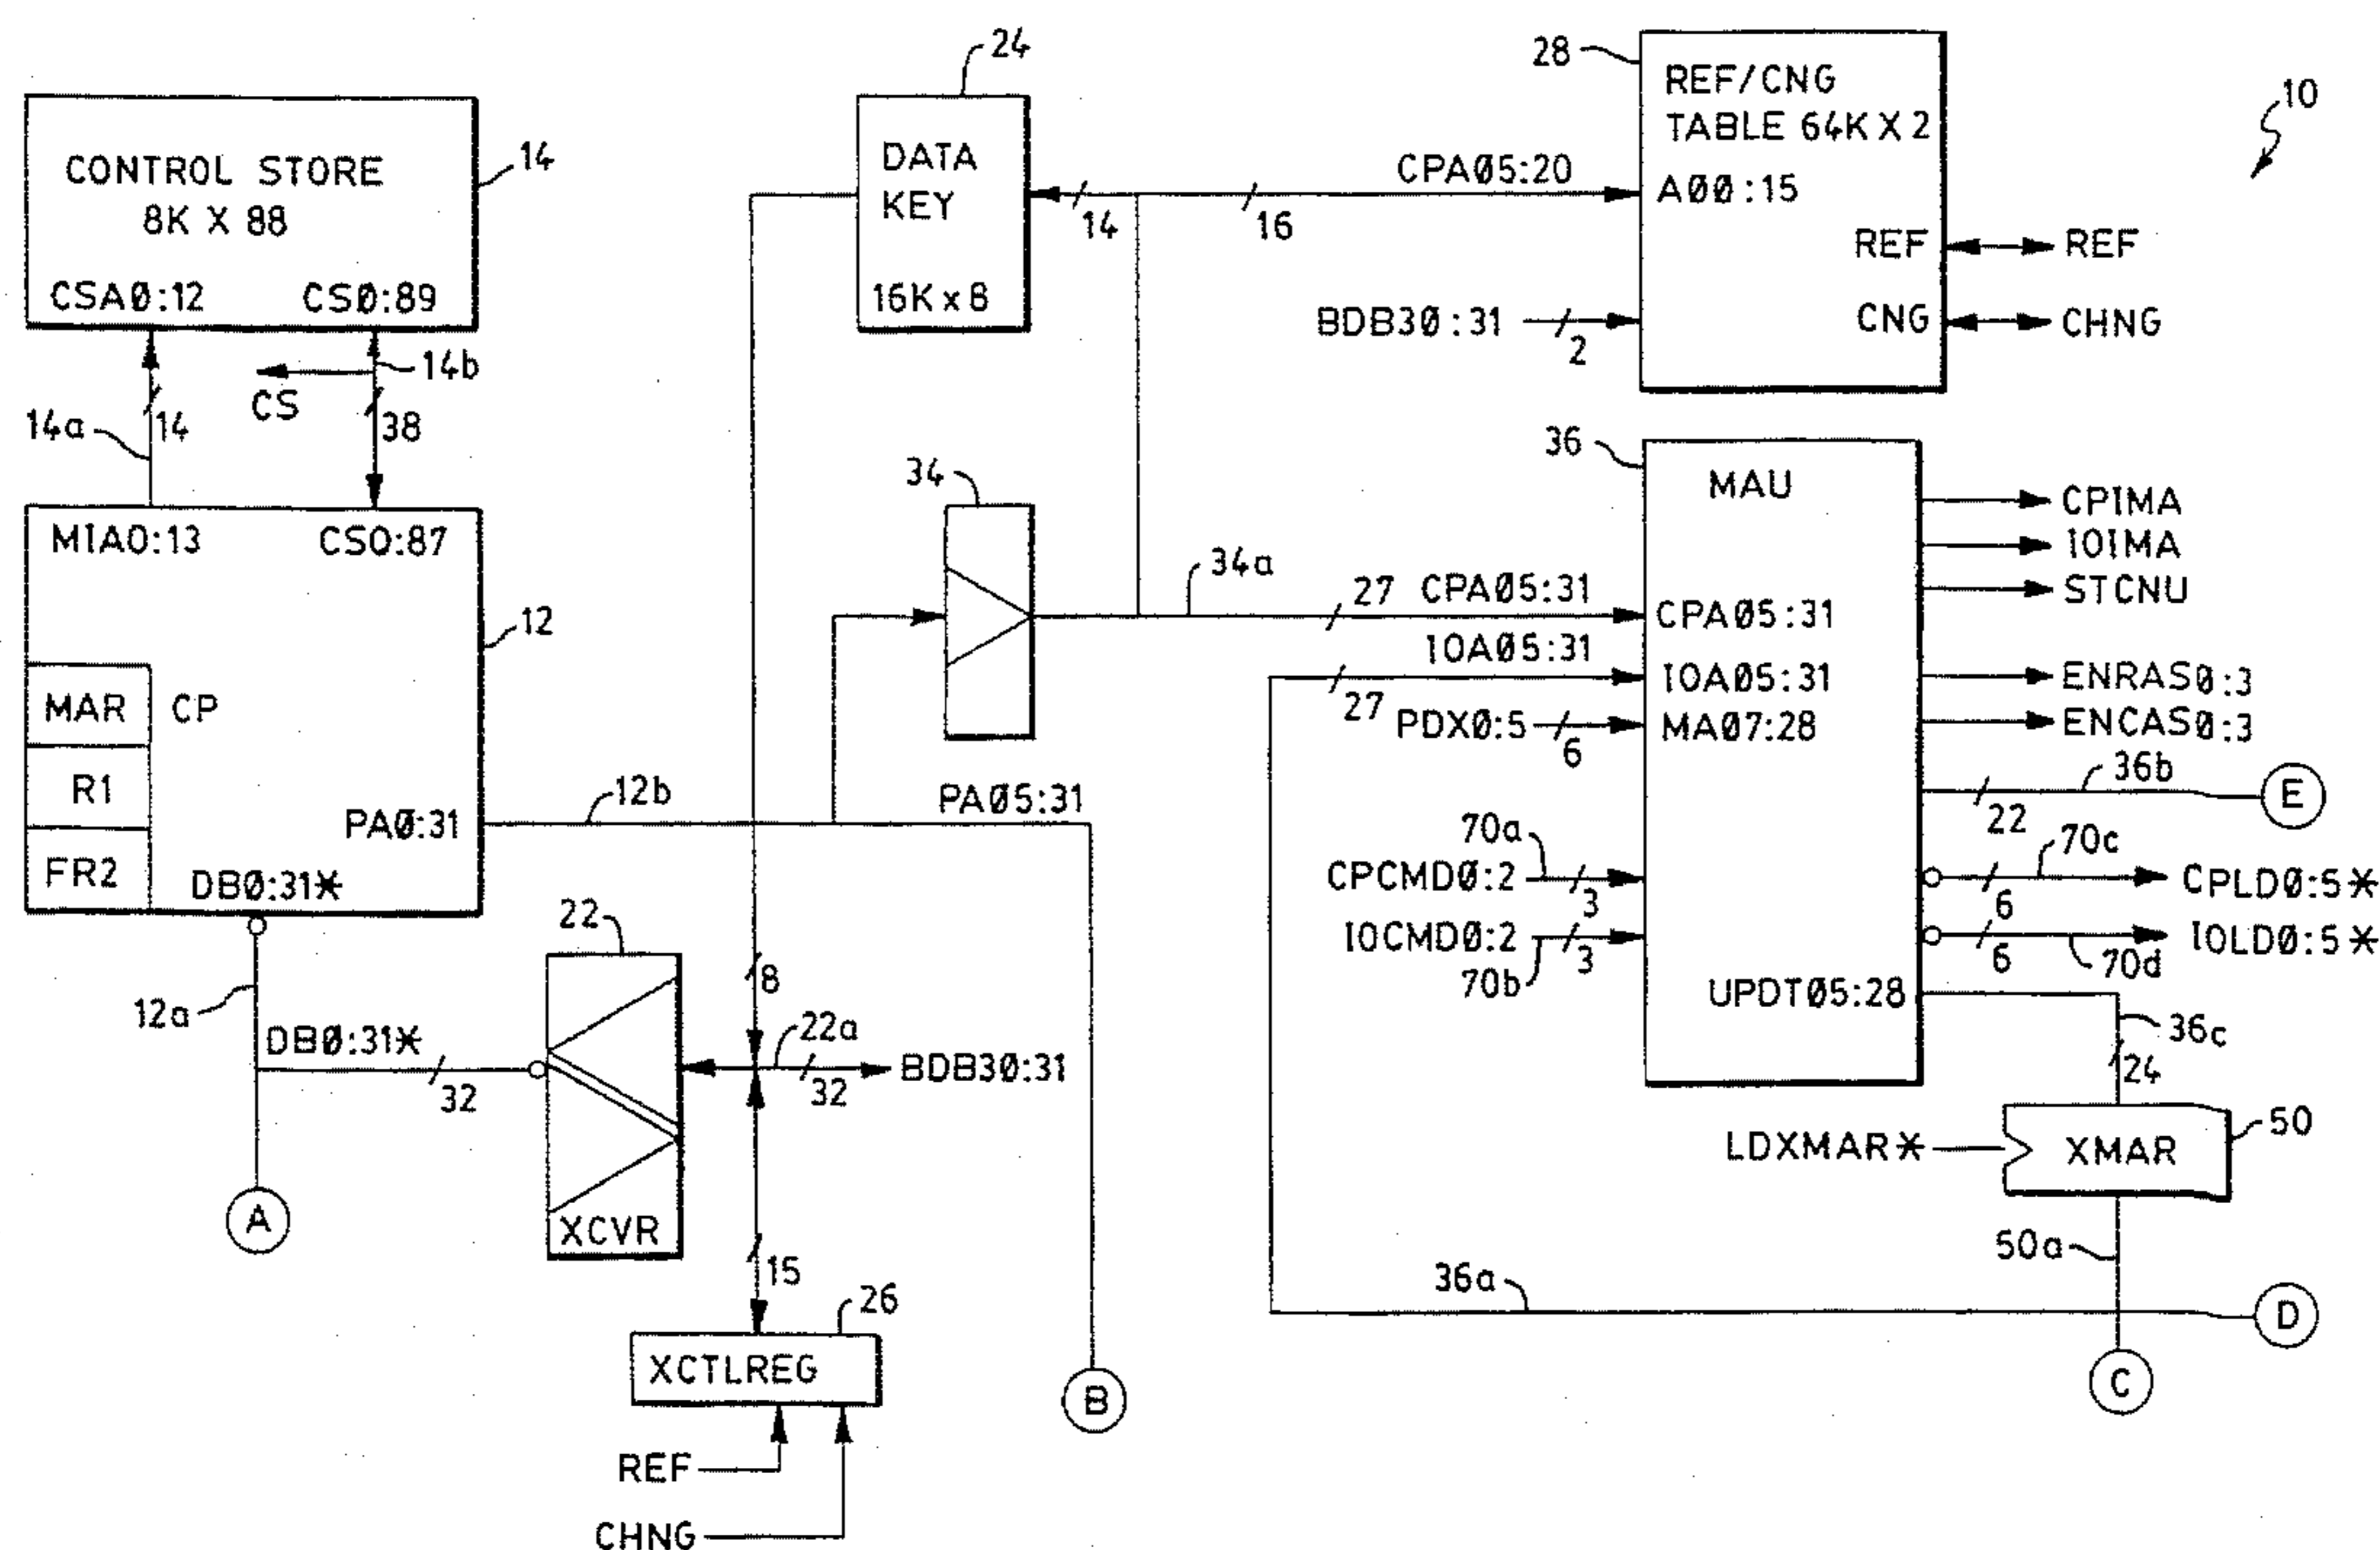 24
28
10
REF/CNG
TABLE 64K X 2
A00:15
REF
CNG
REF
CHNG
CONTROL STORE
8K X 88
CSA0:12
CS0:89
14
DATA
KEY
16K x 8
14
16
CPA05:20
BDB30:31
2
14a
14
CS
14b
38
MIA0:13
CS0:87
12
MAR
CP
R1
FR2
PA0:31
DB0:31*
34
34a
27
CPA05:31
IOA05:31
27
PDX0:5
6
36
MAU
CPA05:31
IOA05:31
MA07:28
UPDT05:28
CPIMA
IOIMA
STCNU
ENRAS0:3
ENCAS0:3
36b
22
E
70c
6
CPLD0:5*
6
70d
IOLD0:5*
70a
CPCMD0:2
3
IOCMD0:2
70b
3
12b
PA05:31
12a
DB0:31*
32
22
XCVR
8
22a
32
BDB30:31
15
26
XCTLREG
REF
CHNG
A
B
36c
24
LDXMAR*
XMAR
50
50a
36a
D
C